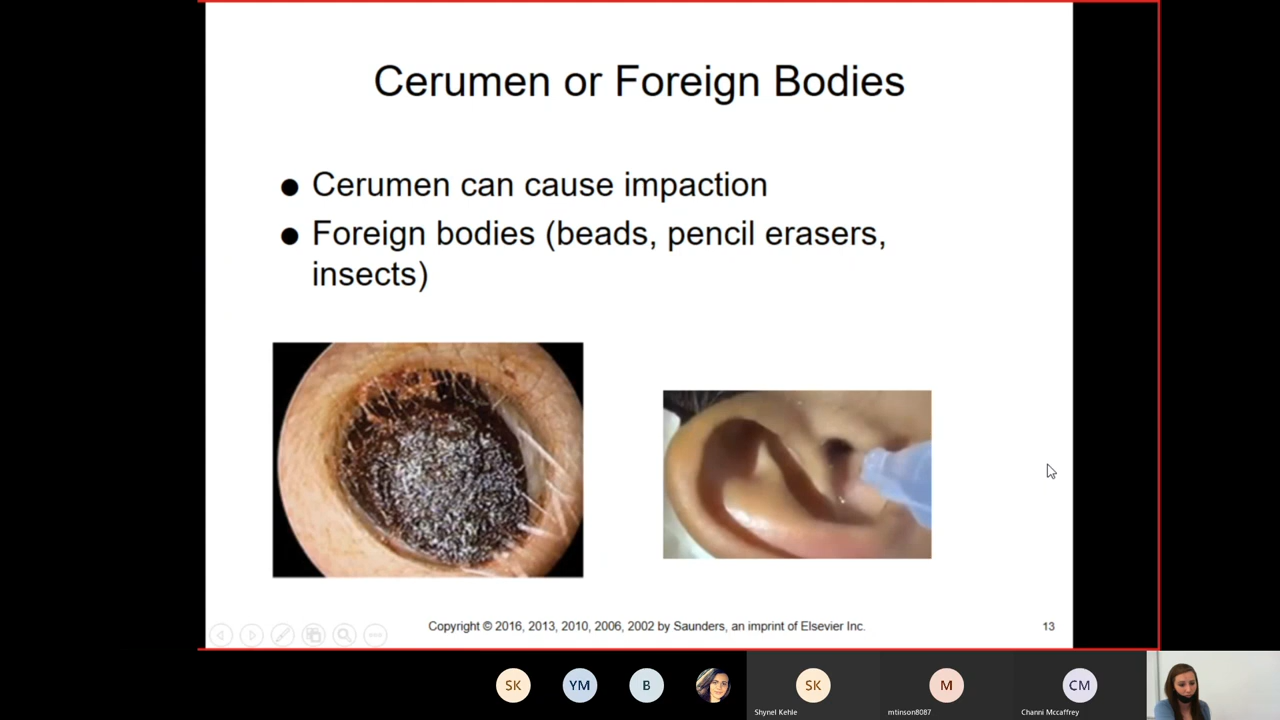 Cerumen or Foreign Bodies
● Cerumen can cause impaction
● Foreign bodies (beads, pencil erasers,
insects)
Copyright © 2016, 2013, 2010, 2006, 2002 by Saunders, an imprint of Elsevier Inc.
13
SK
YM
B
SK
M
CM
Shynel Kehle
mtinson8087
Channi Mccaffrey